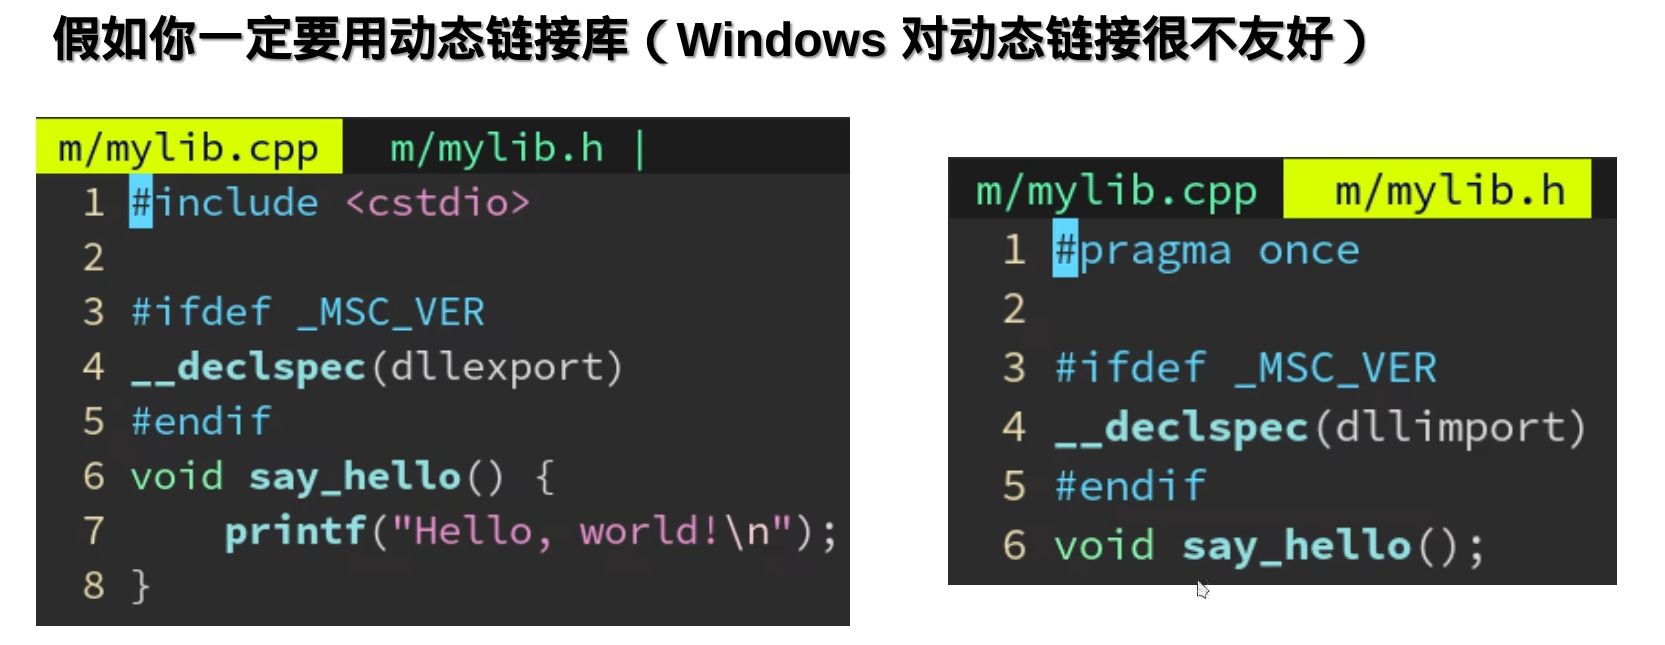 假如你一定要用动态链接库（Windows 对动态链接很不友好）
m/mylib.cpp m/mylib.h |
1 #include <cstdio>
2
3 #ifdef _MSC_VER
4 __declspec(dllexport)
5 #endif
6 void say_hello() {
7     printf("Hello, world!\n");
8 }
m/mylib.cpp m/mylib.h
1 #pragma once
2
3 #ifdef _MSC_VER
4 __declspec(dllimport)
5 #endif
6 void say_hello();